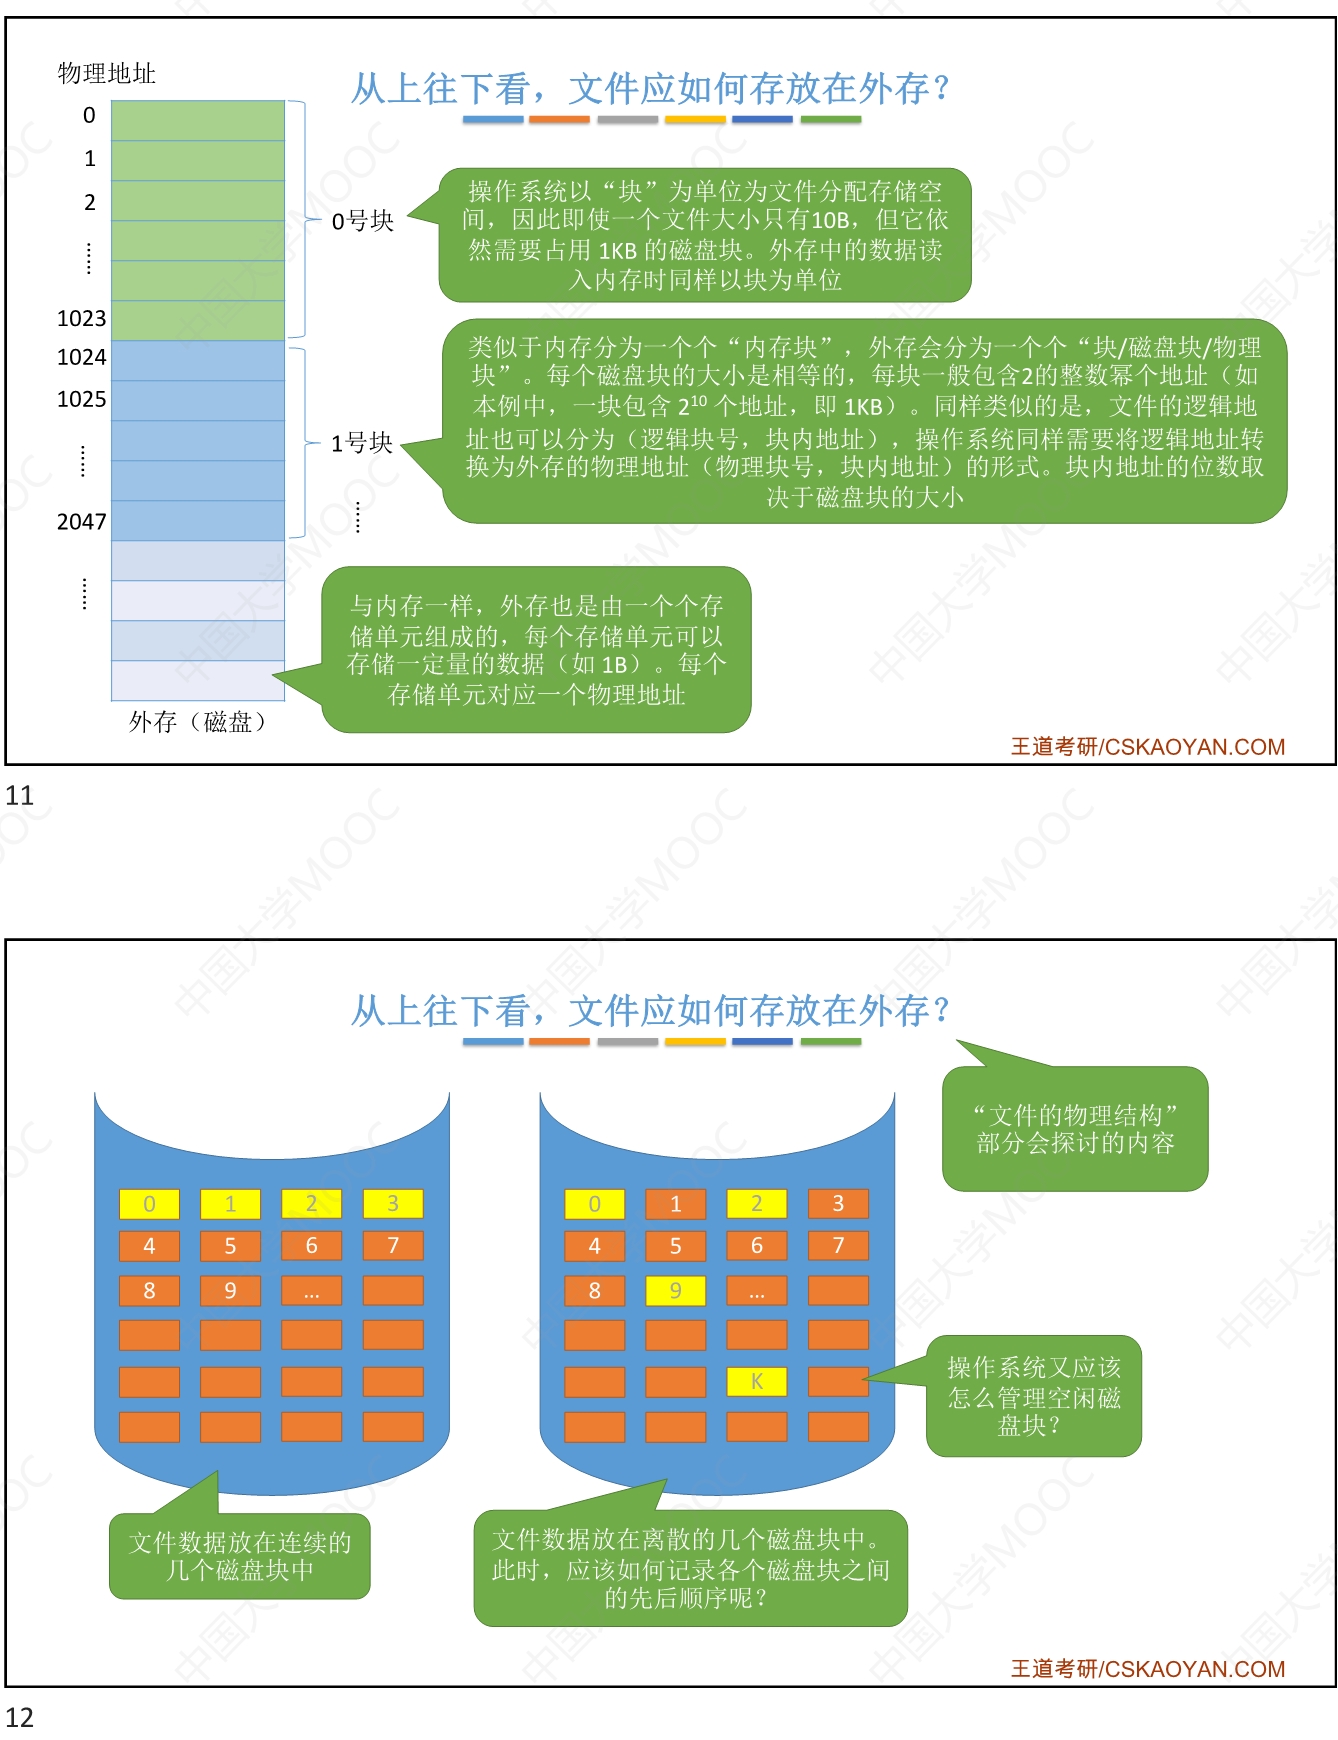 物理地址
从上往下看，文件应如何存放在外存？
0
1
2
……
1023
1024
1025
……
2047
……
外存（磁盘）
0号块
1号块
……
操作系统以“块”为单位为文件分配存储空
间，因此即使一个文件大小只有10B，但它依
然需要占用 1KB 的磁盘块。外存中的数据读
入内存时同样以块为单位
类似于内存分为一个个“内存块”，外存会分为一个个“块/磁盘块/物理
块”。每个磁盘块的大小是相等的，每块一般包含2的整数幂个地址（如
本例中，一块包含 2¹⁰ 个地址，即 1KB）。同样类似的是，文件的逻辑地
址也可以分为（逻辑块号，块内地址），操作系统同样需要将逻辑地址转
换为外存的物理地址（物理块号，块内地址）的形式。块内地址的位数取
决于磁盘块的大小
与内存一样，外存也是由一个个存
储单元组成的，每个存储单元可以
存储一定量的数据（如 1B）。每个
存储单元对应一个物理地址
王道考研/CSKAOYAN.COM
11
从上往下看，文件应如何存放在外存？
“文件的物理结构”
部分会探讨的内容
0 1 2 3
4 5 6 7
8 9 ...
0 1 2 3
4 5 6 7
8 9 ...
K
操作系统又应该
怎么管理空闲磁
盘块？
文件数据放在连续的
几个磁盘块中
文件数据放在离散的几个磁盘块中。
此时，应该如何记录各个磁盘块之间
的先后顺序呢？
王道考研/CSKAOYAN.COM
12
中国大学MOOC